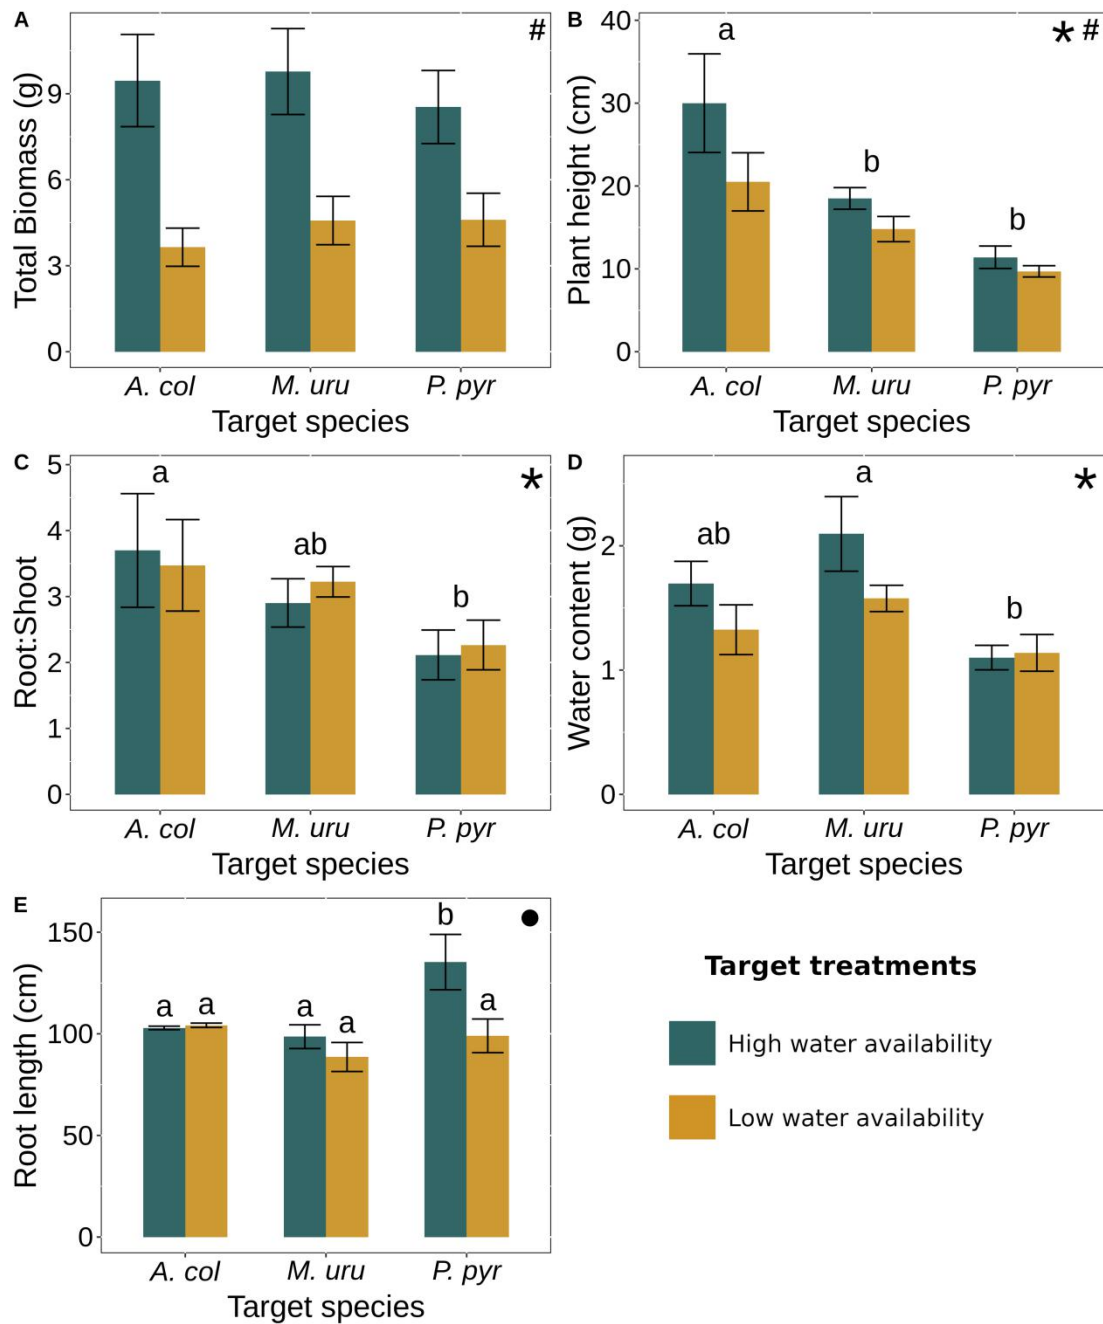 A
#
Total Biomass (g)
9
6
3
0
A. col M. uru P. pyr
Target species
B
* #
Plant height (cm)
40
30
20
10
0
a
b
b
A. col M. uru P. pyr
Target species
C
*
Root:Shoot
5
4
3
2
1
0
a
ab
b
A. col M. uru P. pyr
Target species
D
*
Water content (g)
2
1
0
ab
a
b
A. col M. uru P. pyr
Target species
E
Root length (cm)
150
100
50
0
a a a a b a
A. col M. uru P. pyr
Target species
Target treatments
High water availability
Low water availability